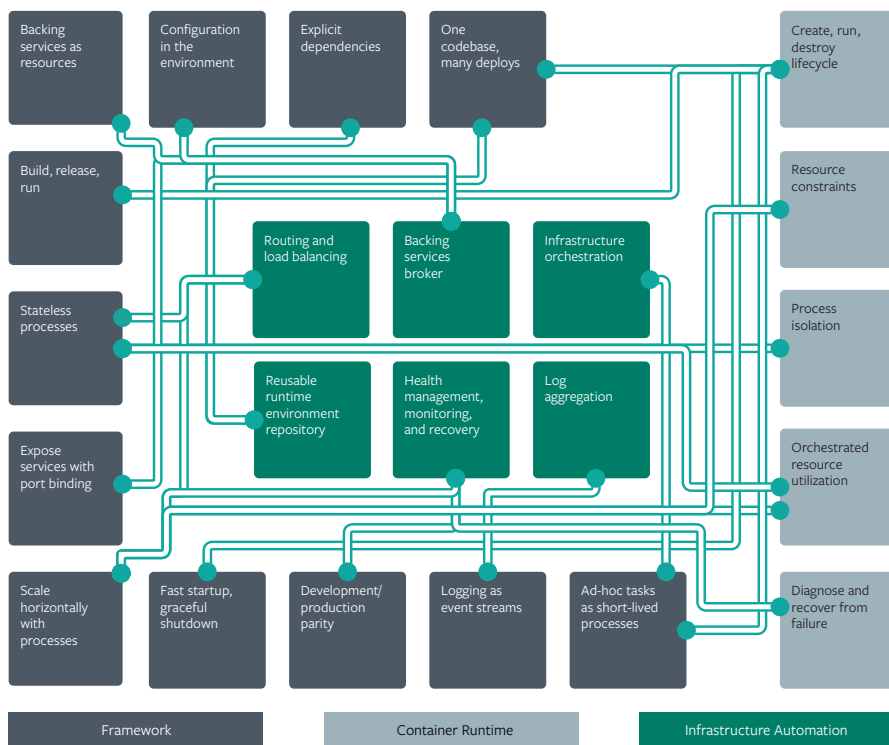 Backing
services as
resources
Configuration
in the
environment
Explicit
dependencies
One
codebase,
many deploys
Create, run,
destroy
lifecycle
Build, release,
run
Resource
constraints
Routing and
load balancing
Backing
services
broker
Infrastructure
orchestration
Stateless
processes
Process
isolation
Reusable
runtime
environment
repository
Health
management,
monitoring,
and recovery
Log
aggregation
Expose
services with
port binding
Orchestrated
resource
utilization
Scale
horizontally
with
processes
Fast startup,
graceful
shutdown
Development/
production
parity
Logging as
event streams
Ad-hoc tasks
as short-lived
processes
Diagnose and
recover from
failure
Framework
Container Runtime
Infrastructure Automation